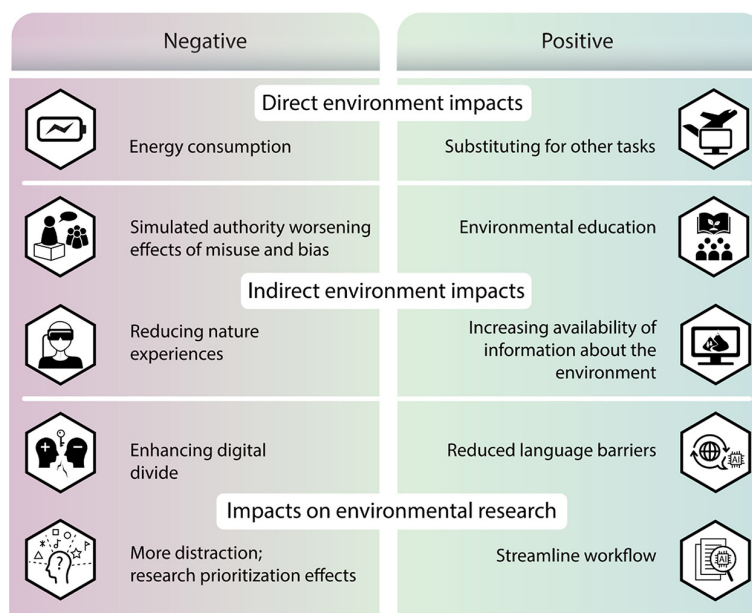 Negative
Positive
Direct environment impacts
Energy consumption
Substituting for other tasks
Simulated authority worsening
effects of misuse and bias
Environmental education
Indirect environment impacts
Reducing nature
experiences
Increasing availability of
information about the
environment
Enhancing digital
divide
Reduced language barriers
AI
Impacts on environmental research
More distraction;
research prioritization effects
Streamline workflow
AI